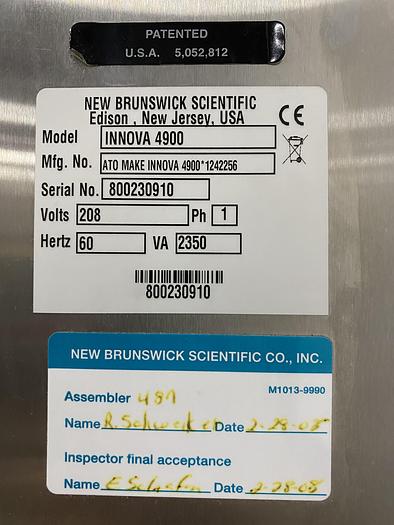 PATENTED
U.S.A. 5,052,812
NEW BRUNSWICK SCIENTIFIC
Edison , New Jersey, USA
CE
Model INNOVA 4900
Mfg. No. ATO MAKE INNOVA 4900*1242256
Serial No. 800230910
Volts 208 Ph 1
Hertz 60 VA 2350
800230910
NEW BRUNSWICK SCIENTIFIC CO., INC.
M1013-9990
Assembler
Name R. Date 2-28-08
Inspector final acceptance
Name E Date 2-28-08